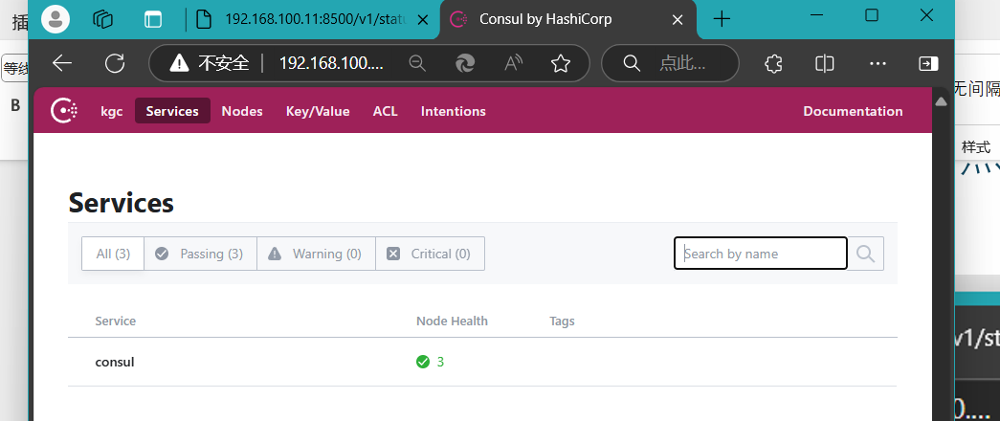 插
192.168.100.11:8500/v1/statu
Consul by HashiCorp
等线
不安全
192.168.100....
点此...
B
无间隔
kgc
Services
Nodes
Key/Value
ACL
Intentions
Documentation
样式
Services
All (3)
Passing (3)
Warning (0)
Critical (0)
Search by name
Service
Node Health
Tags
v1/st
consul
3
0....